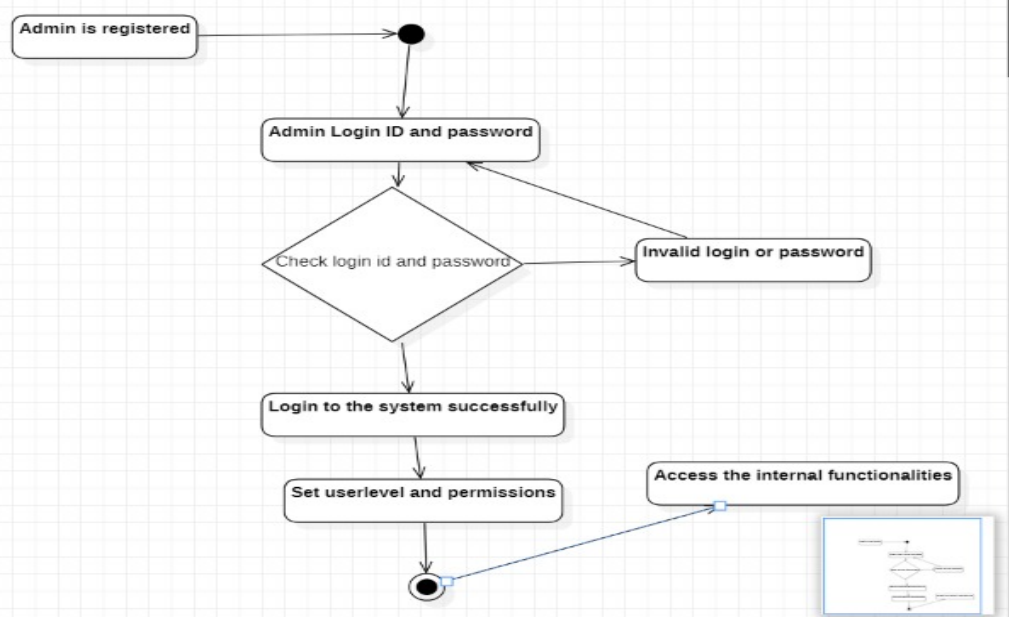 Admin is registered
Admin Login ID and password
Check login id and password
Invalid login or password
Login to the system successfully
Access the internal functionalities
Set userlevel and permissions